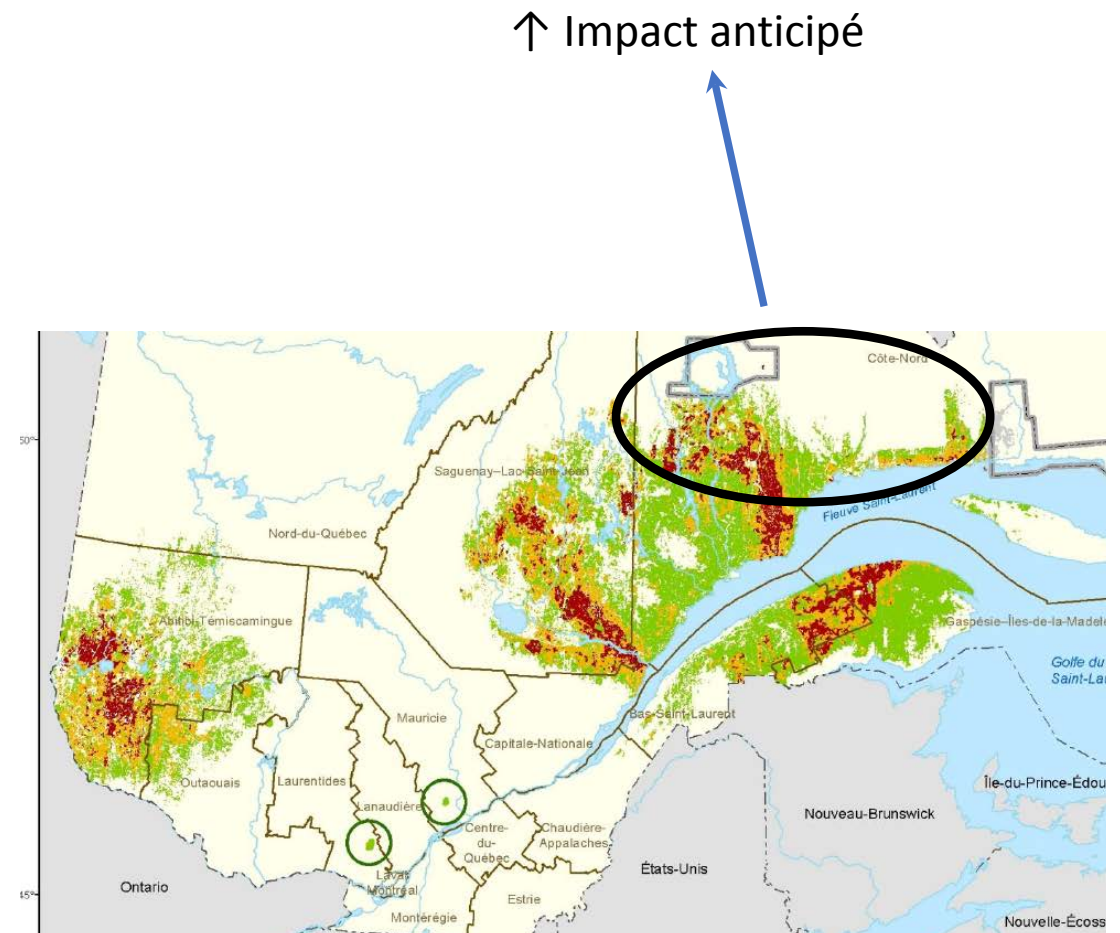 ↑ Impact anticipé
Côte-Nord
50°
Saguenay–Lac-Saint-Jean
Fleuve Saint-Laurent
Nord-du-Québec
Abitibi-Témiscamingue
Gaspésie–Îles-de-la-Madele
Golfe du
Saint-Lau
Bas-Saint-Laurent
Mauricie
Capitale-Nationale
Outaouais
Laurentides
Lanaudière
Île-du-Prince-Édou
Nouveau-Brunswick
Centre-
du-
Québec
Chaudière-
Appalaches
États-Unis
Laval
Montréal
Ontario
45°
Estrie
Montérégie
Nouvelle-Écoss